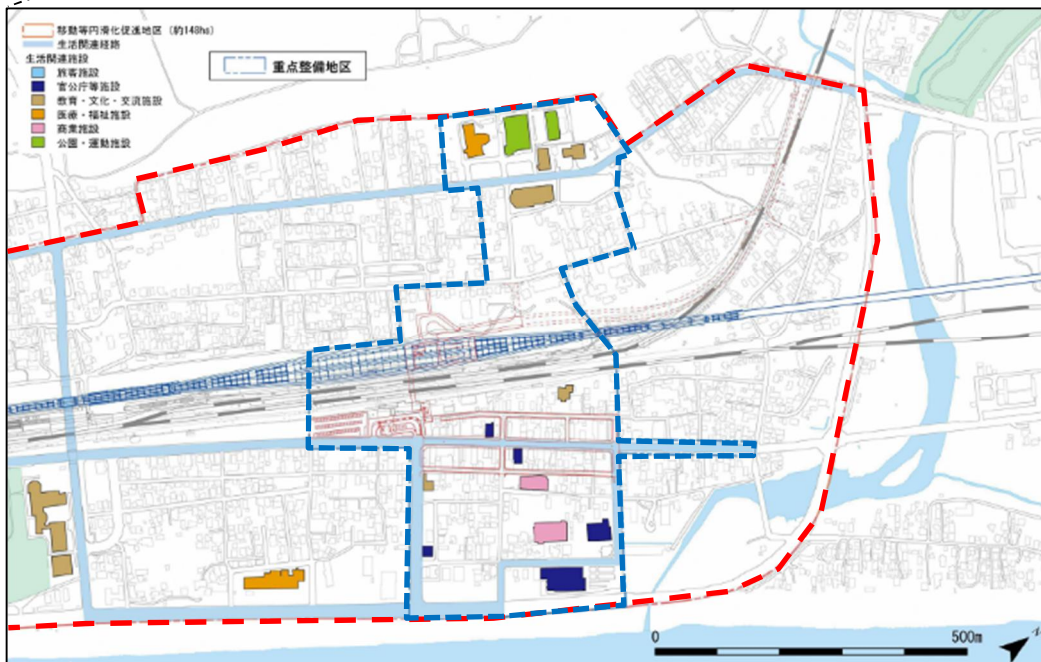 移動等円滑化促進地区（約148ha）
生活関連経路
生活関連施設
旅客施設
官公庁等施設
教育・文化・交流施設
医療・福祉施設
商業施設
公園・運動施設
重点整備地区
0 500m